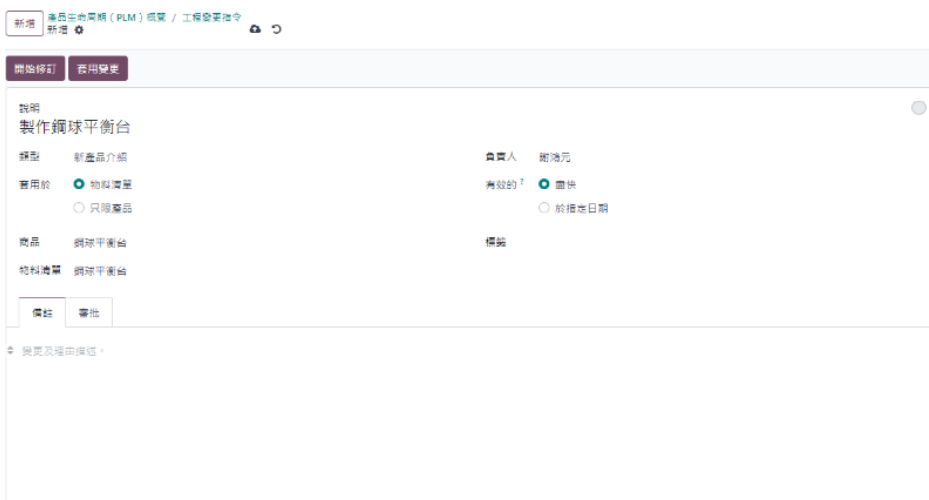 新增
產品生命周期（PLM）概覽 / 工程變更指令
新增
開始修訂 套用變更
說明
製作鋼球平衡台
類型 新產品介紹
負責人 謝鴻元
套用於 物料清單
只限產品
有效的? 盡快
於指定日期
商品 鋼球平衡台
標籤
物料清單 鋼球平衡台
備註 審批
變更及理由描述。